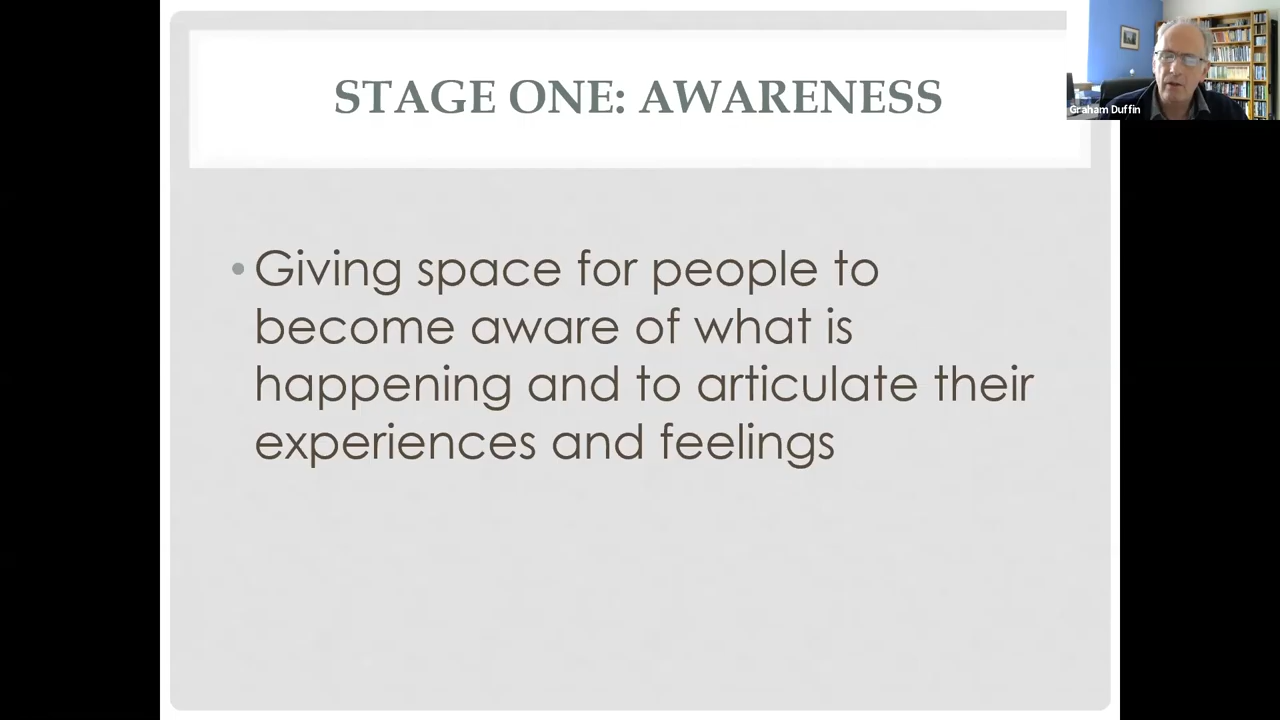 STAGE ONE: AWARENESS
Graham Duffin
• Giving space for people to
become aware of what is
happening and to articulate their
experiences and feelings